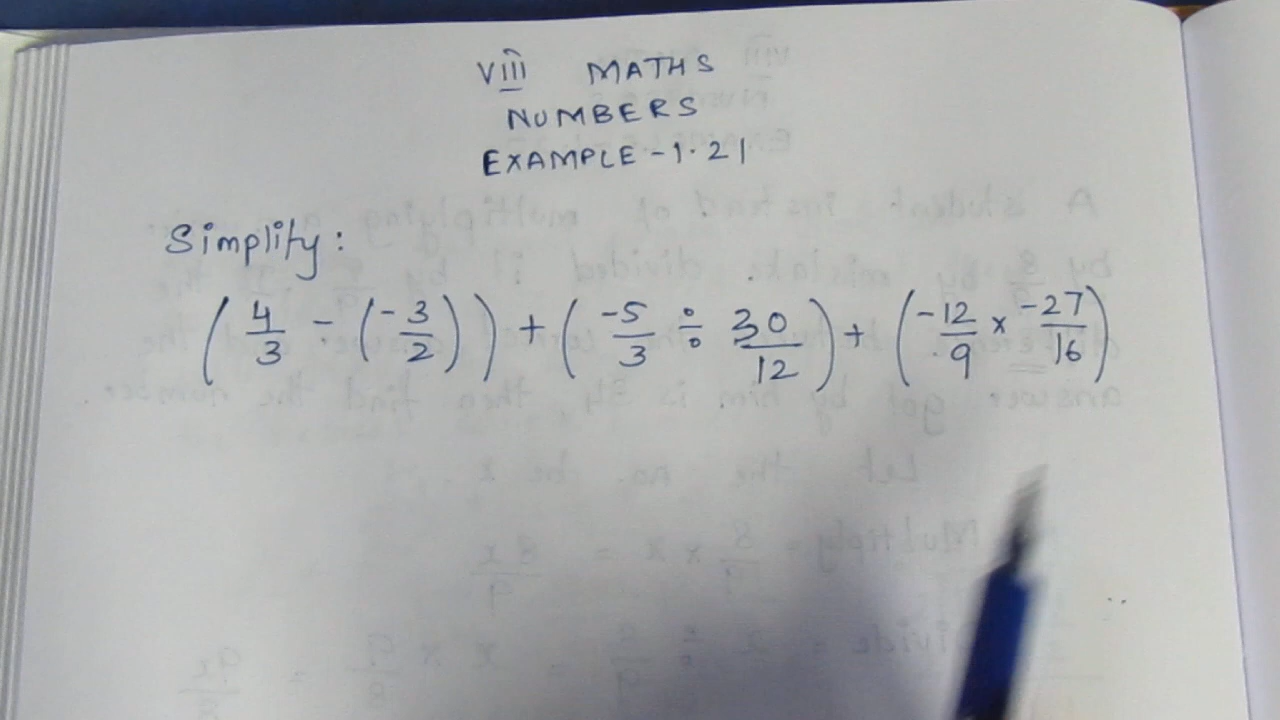 VIII MATHS
NUMBERS
EXAMPLE - 1.21
Simplify:
(4/3 - (-3/2)) + (-5/3 ÷ 30/12) + (-12/9 × -27/16)